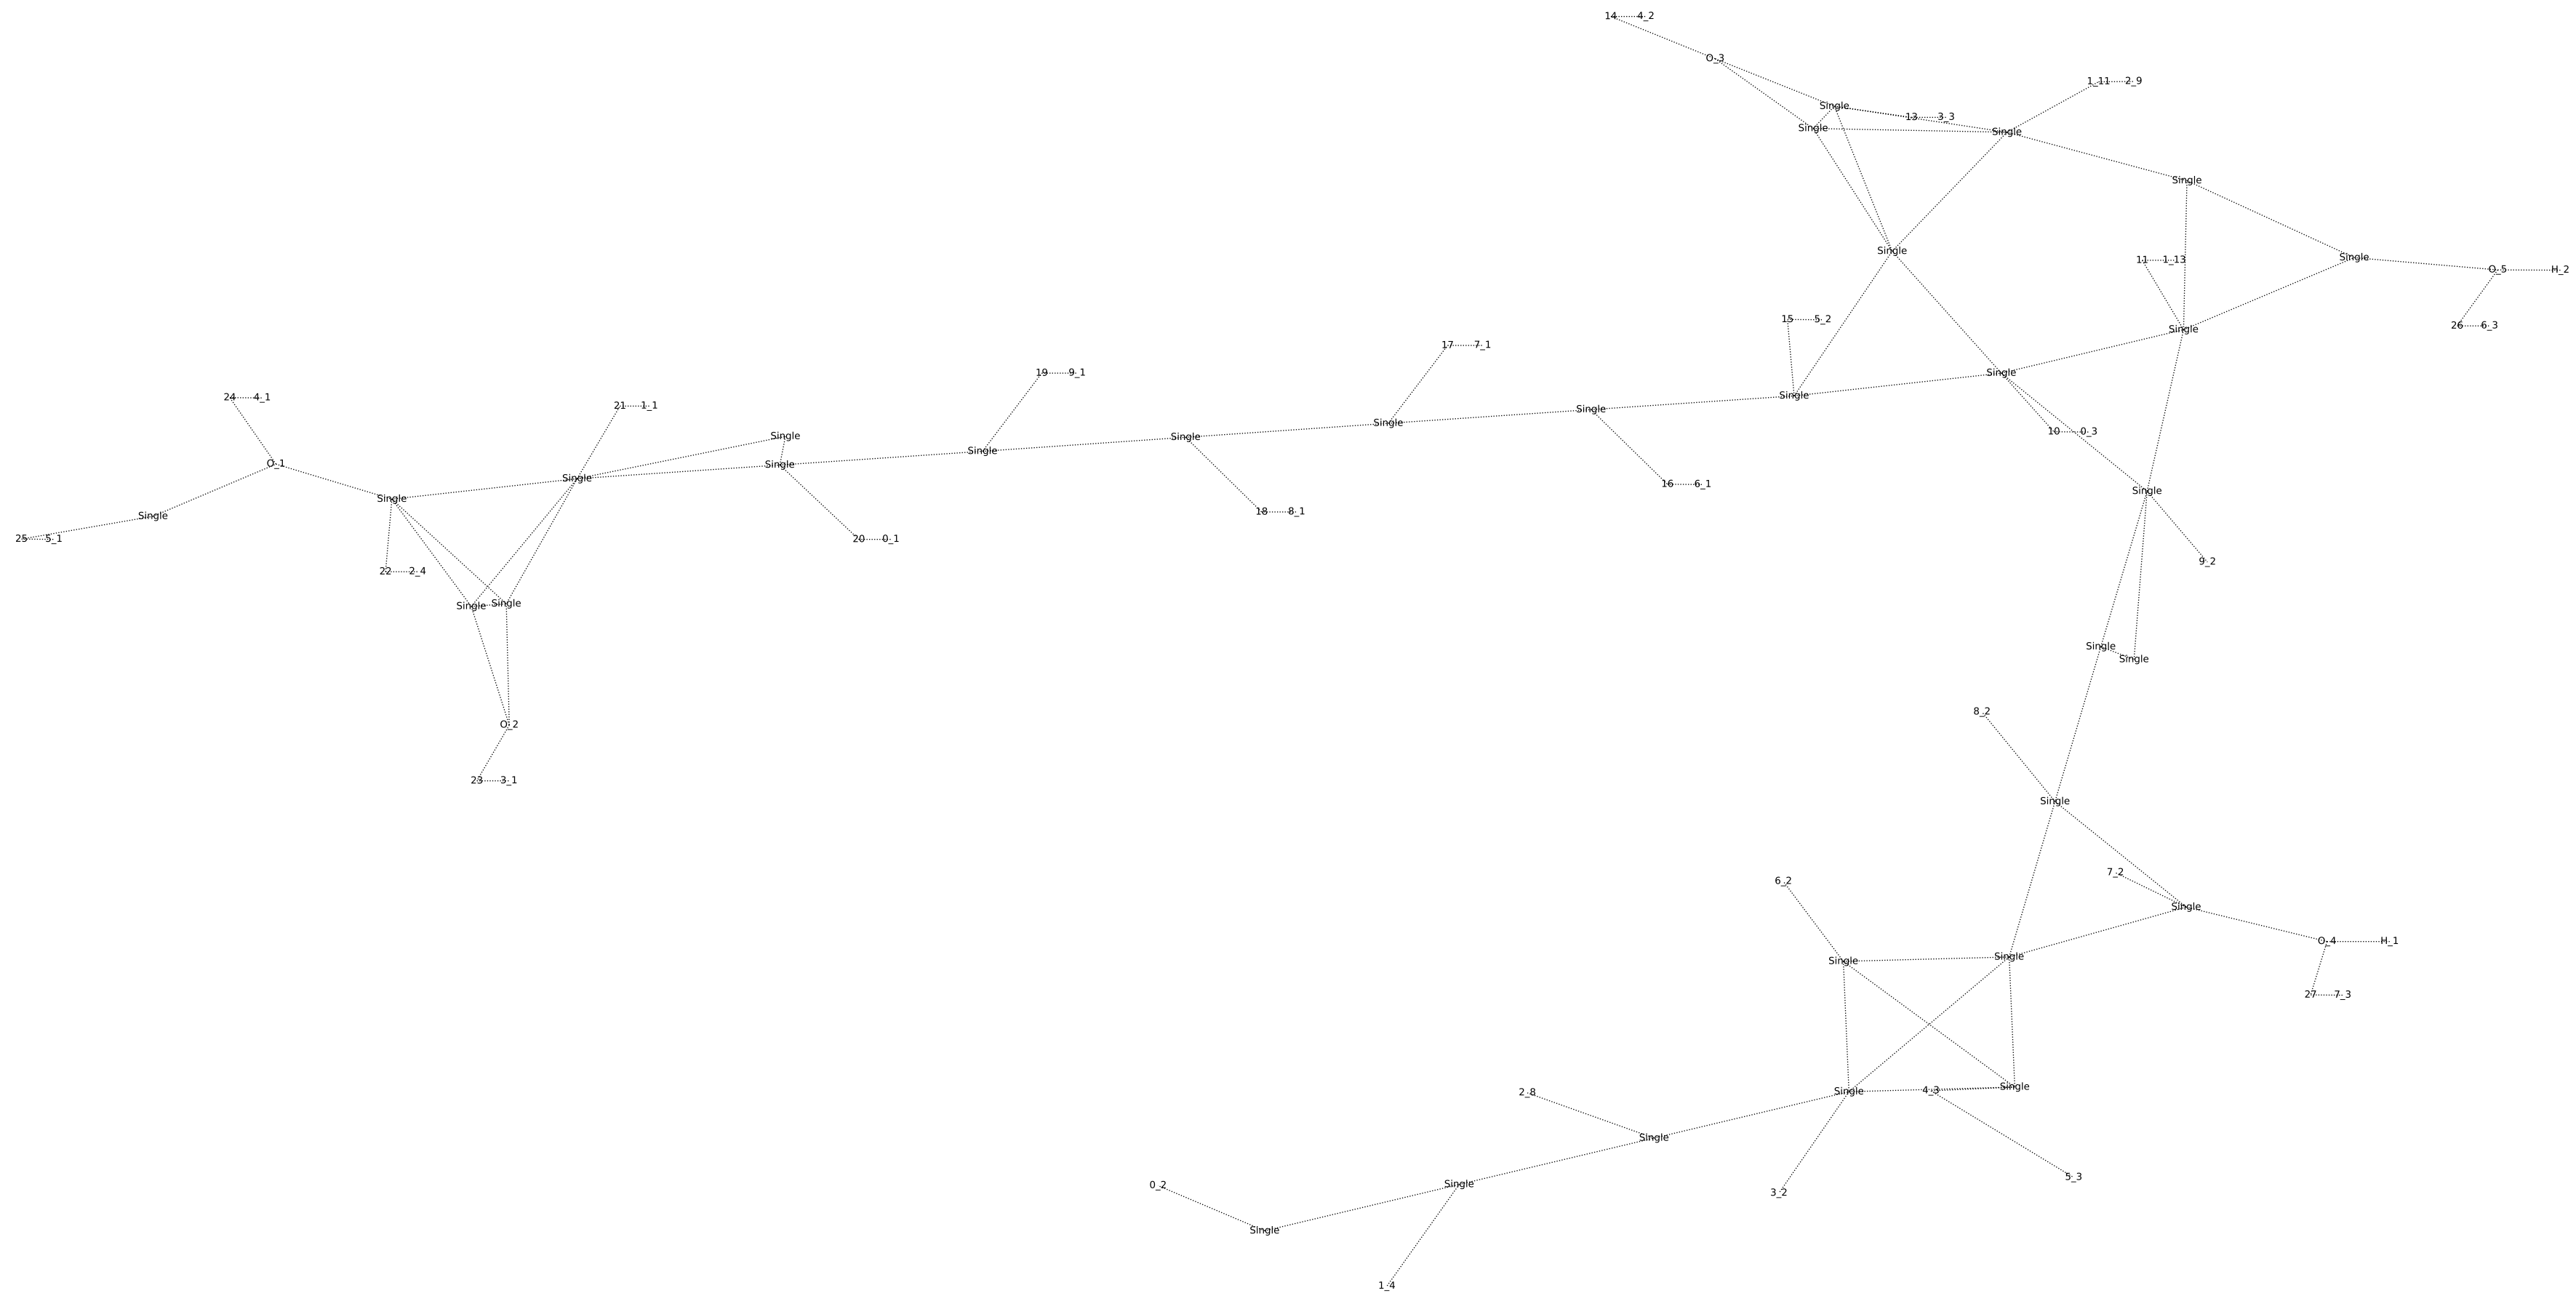 14 4_2
O_3
1_11 2_9
Single
13 3_3
Single
Single
Single
Single
Single
11 1_13
O_5 H_2
15 5_2
26 6_3
Single
17 7_1
19 9_1
Single
Single
24 4_1
21 1_1
Single
Single
10 0_3
Single
Single
Single
O_1
Single
Single
16 6_1
Single
Single
Single
18 8_1
25 5_1
20 0_1
9_2
22 2_4
Single
Single
Single
Single
8_2
O_2
23 3_1
Single
7_2
6_2
Single
O_4 H_1
Single
Single
27 7_3
Single
4_3
Single
2_8
Single
5_3
Single
0_2
3_2
Single
1_4